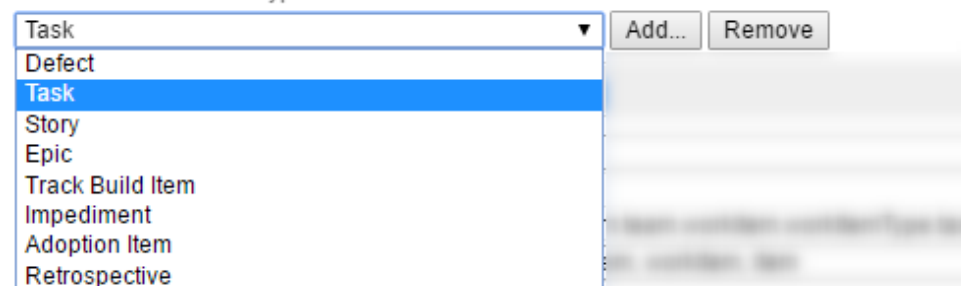 Task ▼ Add... Remove
Defect
Task
Story
Epic
Track Build Item
Impediment
Adoption Item
Retrospective